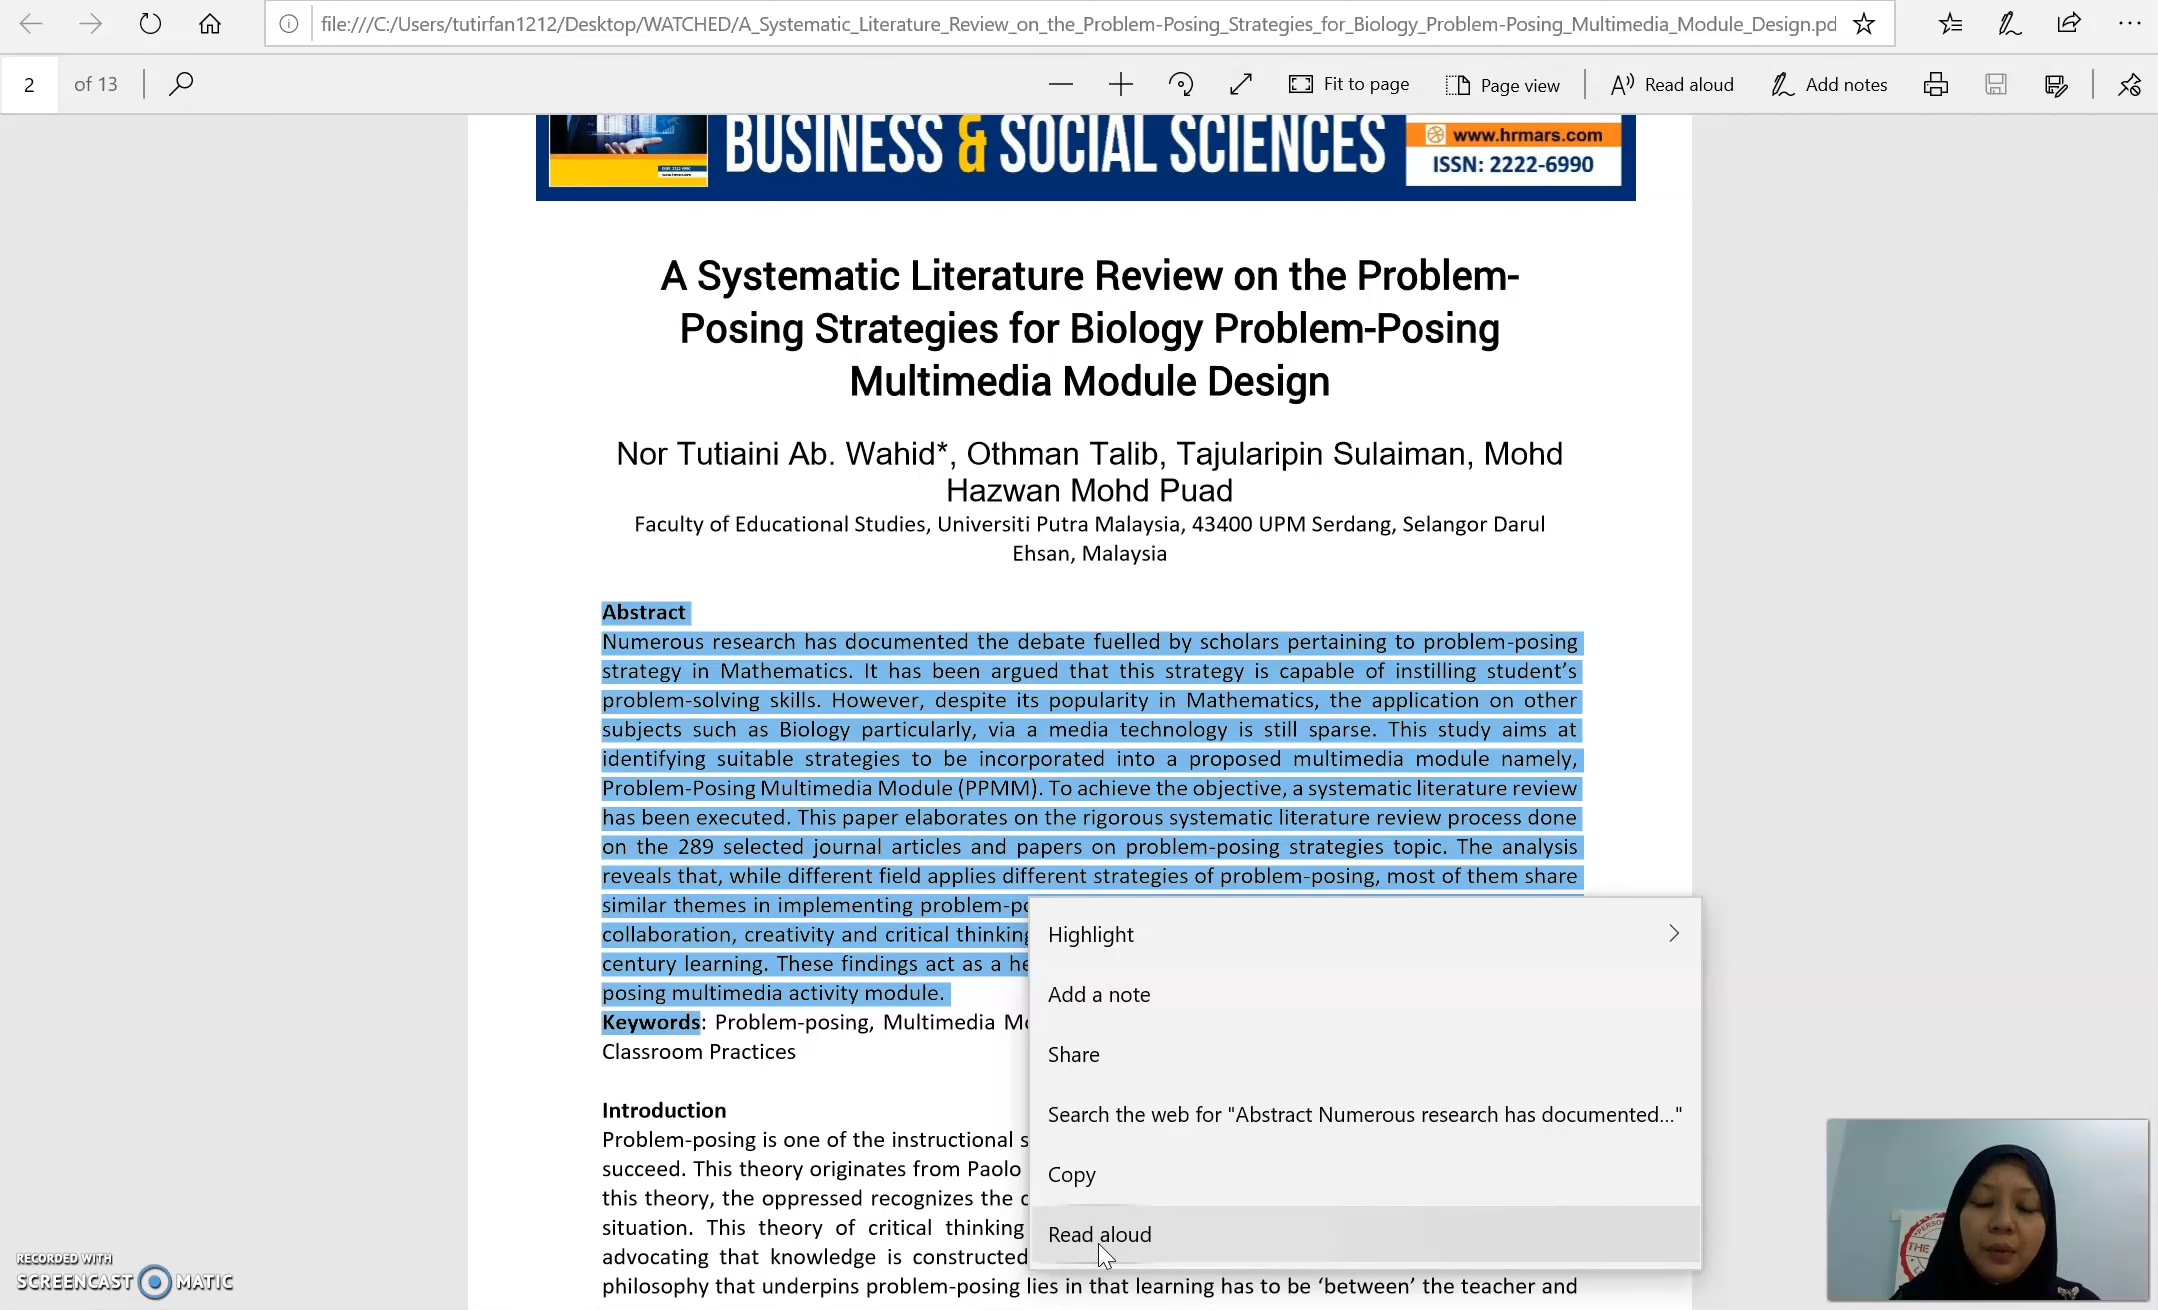 file:///C:/Users/tutirfan1212/Desktop/WATCHED/A_Systematic_Literature_Review_on_the_Problem-Posing_Strategies_for_Biology_Problem-Posing_Multimedia_Module_Design.pd
2 of 13
Fit to page
Page view
Read aloud
Add notes
BUSINESS & SOCIAL SCIENCES
www.hrmars.com
ISSN: 2222-6990
A Systematic Literature Review on the Problem-
Posing Strategies for Biology Problem-Posing
Multimedia Module Design
Nor Tutiaini Ab. Wahid*, Othman Talib, Tajularipin Sulaiman, Mohd
Hazwan Mohd Puad
Faculty of Educational Studies, Universiti Putra Malaysia, 43400 UPM Serdang, Selangor Darul
Ehsan, Malaysia
Abstract
Numerous research has documented the debate fuelled by scholars pertaining to problem-posing
strategy in Mathematics. It has been argued that this strategy is capable of instilling student’s
problem-solving skills. However, despite its popularity in Mathematics, the application on other
subjects such as Biology particularly, via a media technology is still sparse. This study aims at
identifying suitable strategies to be incorporated into a proposed multimedia module namely,
Problem-Posing Multimedia Module (PPMM). To achieve the objective, a systematic literature review
has been executed. This paper elaborates on the rigorous systematic literature review process done
on the 289 selected journal articles and papers on problem-posing strategies topic. The analysis
reveals that, while different field applies different strategies of problem-posing, most of them share
similar themes in implementing problem-po
collaboration, creativity and critical thinking
century learning. These findings act as a he
posing multimedia activity module.
Keywords: Problem-posing, Multimedia Mo
Classroom Practices
Introduction
Problem-posing is one of the instructional s
succeed. This theory originates from Paolo
this theory, the oppressed recognizes the c
situation. This theory of critical thinking
advocating that knowledge is constructed
philosophy that underpins problem-posing lies in that learning has to be ‘between’ the teacher and
Highlight
Add a note
Share
Search the web for "Abstract Numerous research has documented..."
Copy
Read aloud
RECORDED WITH
SCREENCAST MATIC
THE